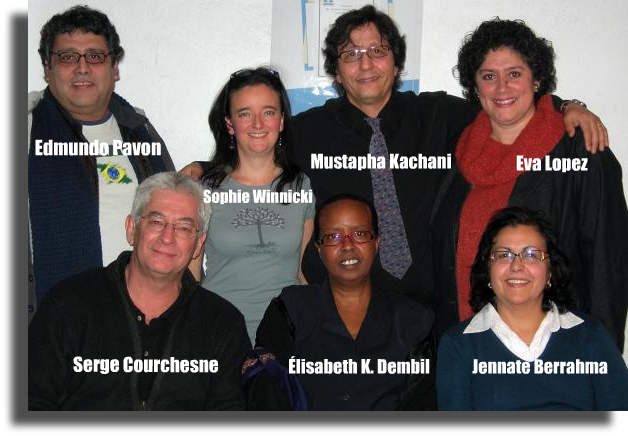 Edmundo Pavon
Sophie Winnicki
Mustapha Kachani
Eva Lopez
Serge Courchesne
Élisabeth K. Dembil
Jennate Berrahma